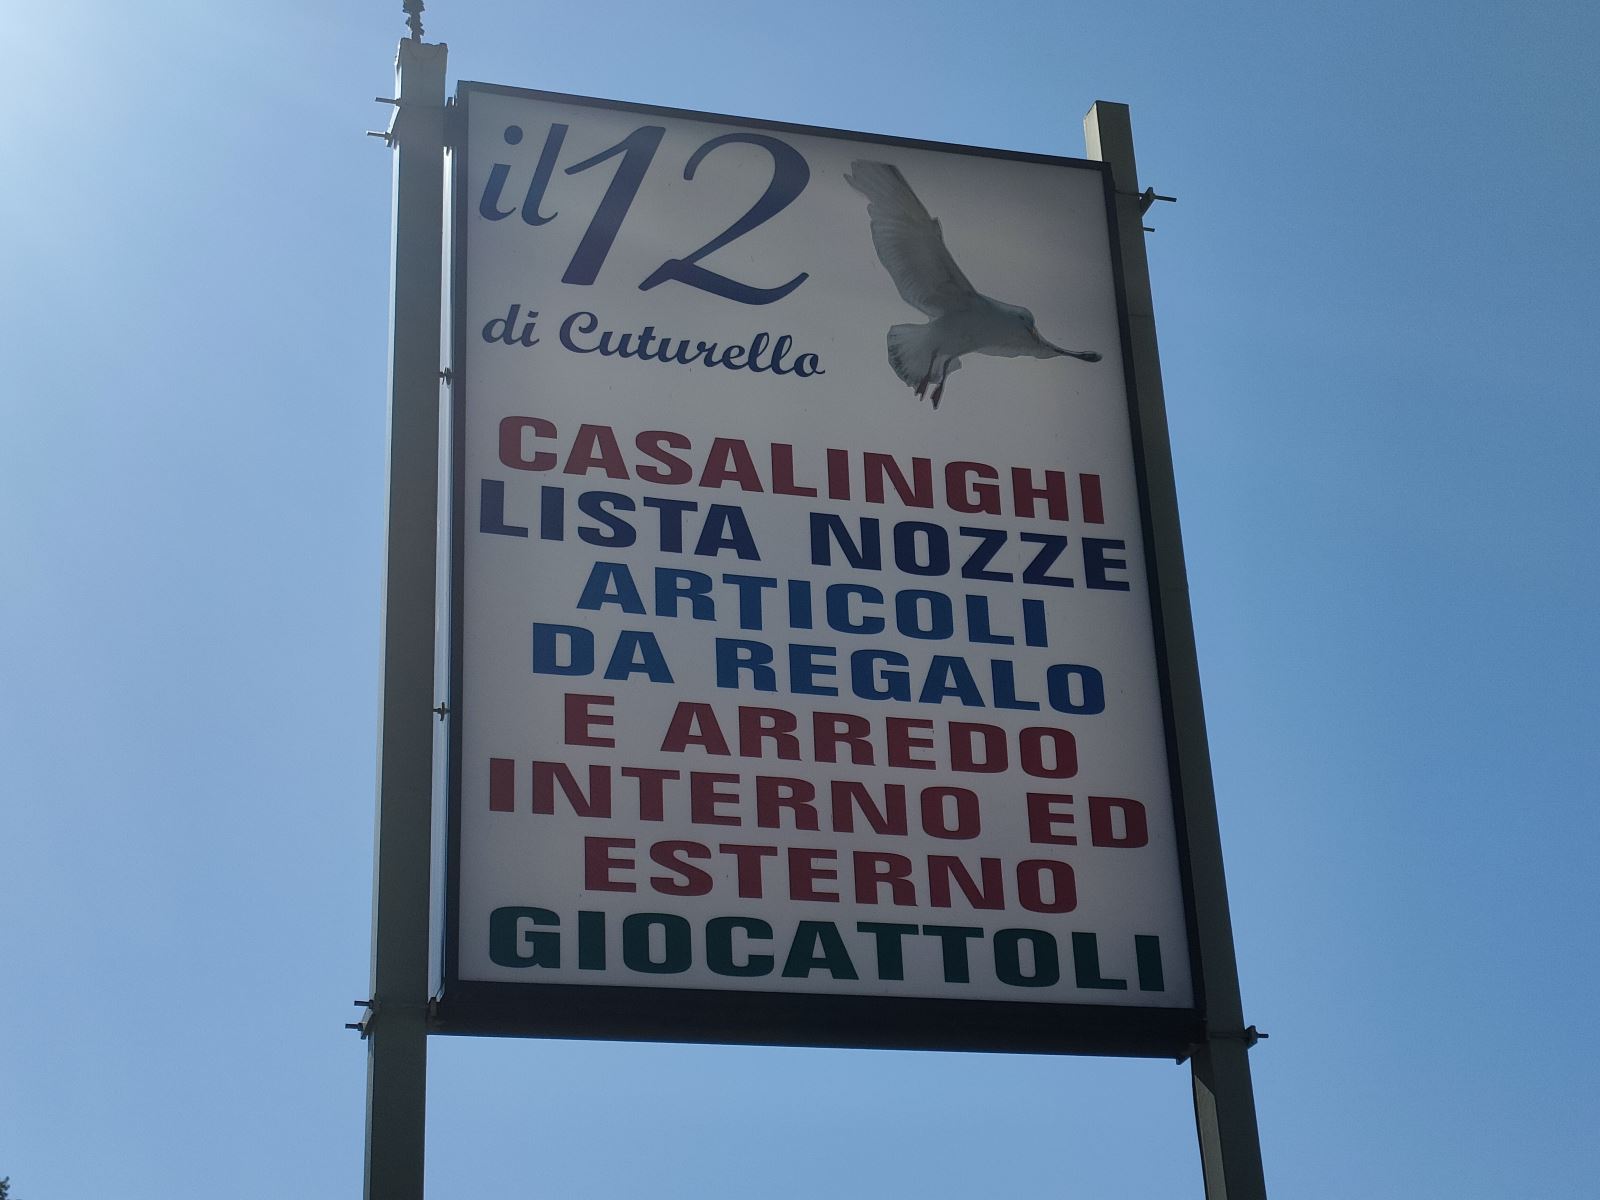 il 12
di Cuturello
CASALINGHI
LISTA NOZZE
ARTICOLI
DA REGALO
E ARREDO
INTERNO ED
ESTERNO
GIOCATTOLI